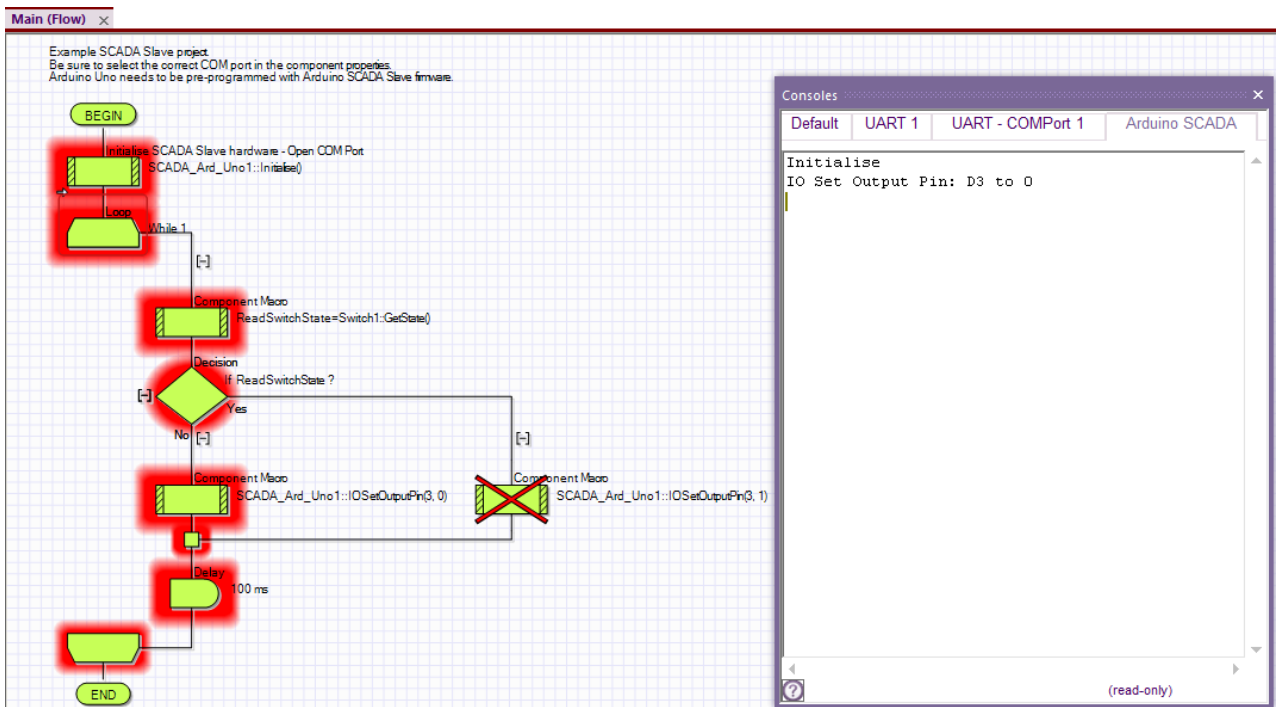 Main (Flow) ×
Example SCADA Slave project.
Be sure to select the correct COM port in the component properties.
Arduino Uno needs to be pre-programmed with Arduino SCADA Slave firmware.
BEGIN
Initialise SCADA Slave hardware - Open COM Port
SCADA_Ard_Uno1::Initialise()
Loop
While 1
[-]
Component Macro
ReadSwitchState=Switch1::GetState()
Decision
If ReadSwitchState ?
[-]
Yes
No
[-]
[-]
Component Macro
SCADA_Ard_Uno1::IOSetOutputPin(3, 0)
Component Macro
SCADA_Ard_Uno1::IOSetOutputPin(3, 1)
Delay
100 ms
END
Consoles ×
Default UART 1 UART - COMPort 1 Arduino SCADA
Initialise
IO Set Output Pin: D3 to 0
?
(read-only)